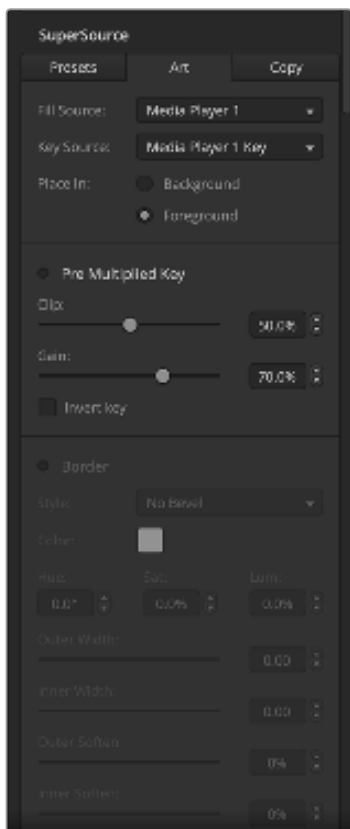 SuperSource
Presets Art Copy
Fill Source: Media Player 1
Key Source: Media Player 1 Key
Place In: Background
Foreground
Pre Multiplied Key
Clip:
50.0%
Gain:
70.0%
Invert key
Border
Style: No Bevel
Color:
Hue: Sat: Lum:
0.0° 0.0% 0.0%
Outer Width:
0.00
Inner Width:
0.00
Outer Soften
0%
Inner Soften:
0%